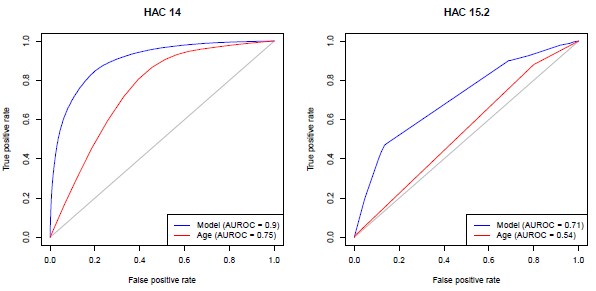 HAC 14
True positive rate
1.0
0.8
0.6
0.4
0.2
0.0
Model (AUROC = 0.9)
Age (AUROC = 0.75)
0.0 0.2 0.4 0.6 0.8 1.0
False positive rate
HAC 15.2
True positive rate
1.0
0.8
0.6
0.4
0.2
0.0
Model (AUROC = 0.71)
Age (AUROC = 0.54)
0.0 0.2 0.4 0.6 0.8 1.0
False positive rate